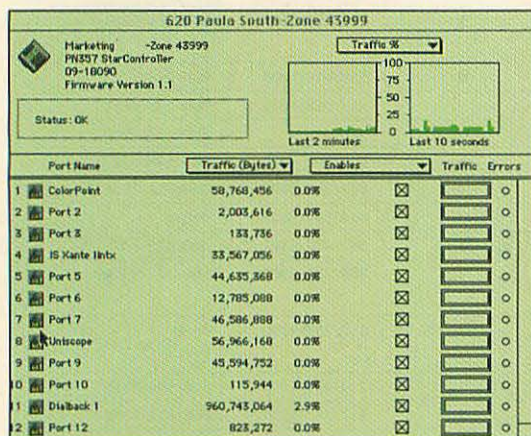 620 Paula South-Zone 43999
Marketing -Zone 43999
PN357 StarController
09-18090
Firmware Version 1.1
Status: OK
Traffic %
100
75
50
25
0
Last 2 minutes
Last 10 seconds
Port Name Traffic (Bytes) Enables Traffic Errors
1 ColorPoint 58,768,456 0.0%
2 Port 2 2,003,616 0.0%
3 Port 3 133,736 0.0%
4 IS Xante IIntx 33,567,056 0.0%
5 Port 5 44,635,368 0.0%
6 Port 6 12,785,088 0.0%
7 Port 7 46,586,888 0.0%
8 Uniscope 56,966,168 0.0%
9 Port 9 45,594,752 0.0%
10 Port 10 115,944 0.0%
11 Dialback 1 960,743,064 2.9%
12 Port 12 823,272 0.0%